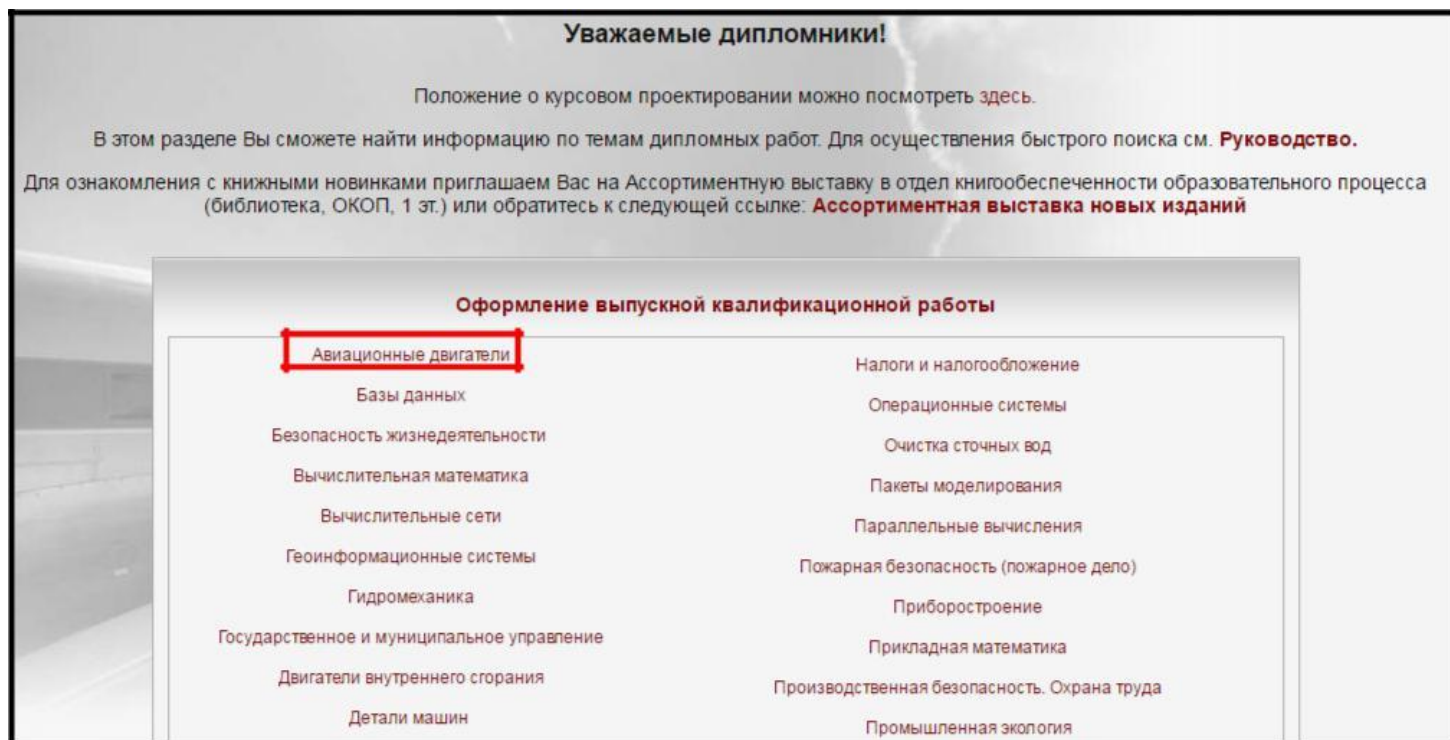 Уважаемые дипломники!
Положение о курсовом проектировании можно посмотреть здесь.
В этом разделе Вы сможете найти информацию по темам дипломных работ. Для осуществления быстрого поиска см. Руководство.
Для ознакомления с книжными новинками приглашаем Вас на Ассортиментную выставку в отдел книгообеспеченности образовательного процесса
(библиотека, ОКОП, 1 эт.) или обратитесь к следующей ссылке: Ассортиментная выставка новых изданий
Оформление выпускной квалификационной работы
Авиационные двигатели
Базы данных
Безопасность жизнедеятельности
Вычислительная математика
Вычислительные сети
Геоинформационные системы
Гидромеханика
Государственное и муниципальное управление
Двигатели внутреннего сгорания
Детали машин
Налоги и налогообложение
Операционные системы
Очистка сточных вод
Пакеты моделирования
Параллельные вычисления
Пожарная безопасность (пожарное дело)
Приборостроение
Прикладная математика
Производственная безопасность. Охрана труда
Промышленная экология